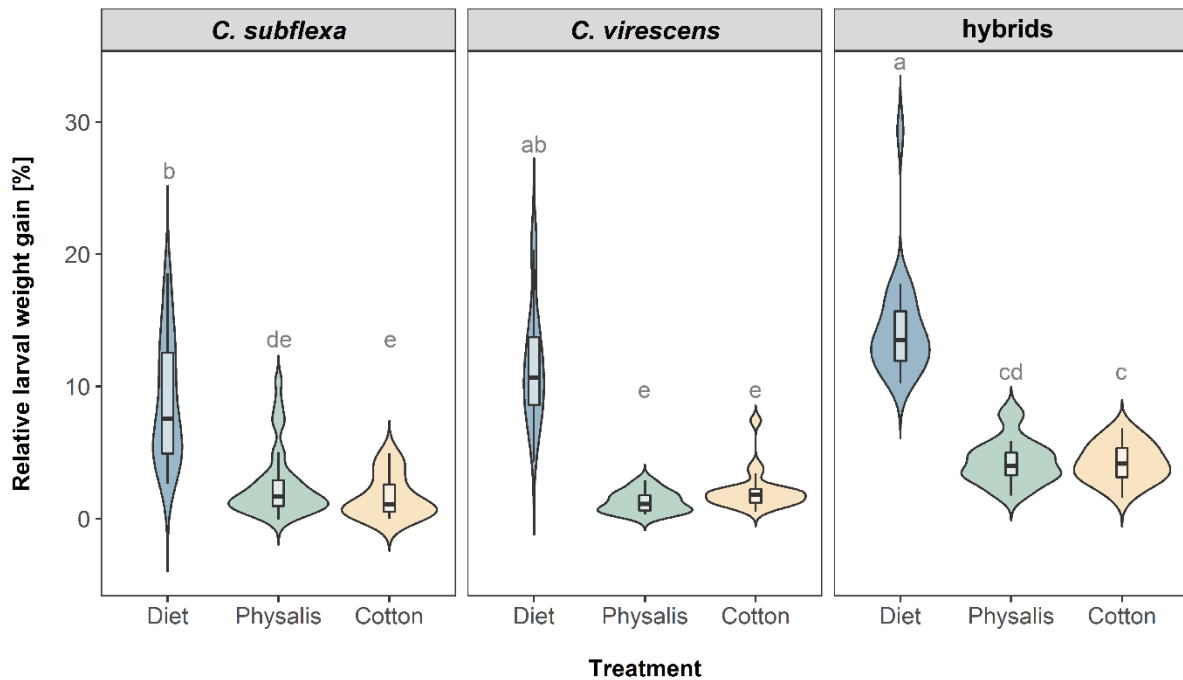 C. subflexa C. virescens hybrids
Relative larval weight gain [%]
30
20
10
0
b de e
ab e e
a cd c
Diet Physalis Cotton Diet Physalis Cotton Diet Physalis Cotton
Treatment